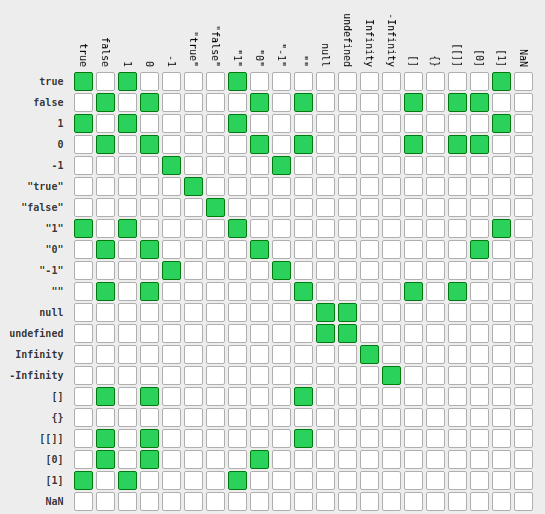 true
false
1
0
-1
"true"
"false"
"1"
"0"
"-1"
""
null
undefined
Infinity
-Infinity
[]
{}
[[]]
[0]
[1]
NaN
true
false
1
0
-1
"true"
"false"
"1"
"0"
"-1"
""
null
undefined
Infinity
-Infinity
[]
{}
[[]]
[0]
[1]
NaN